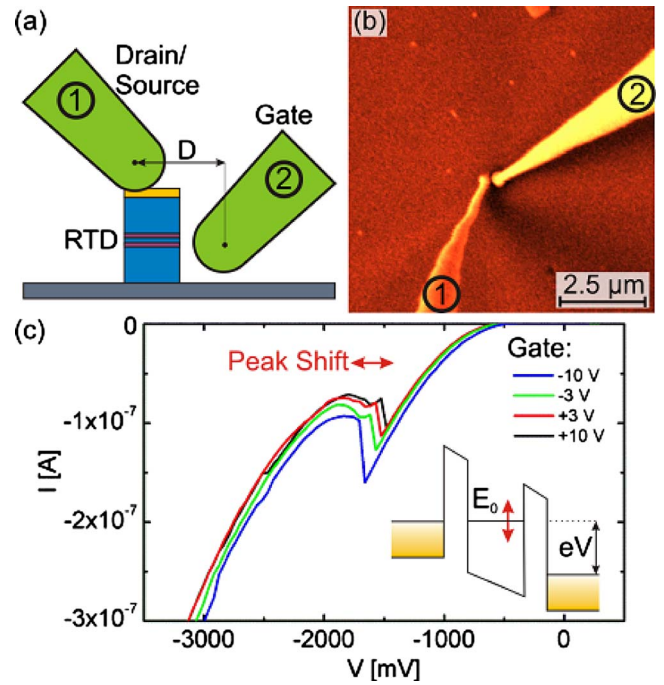 (a)
Drain/
Source
1
Gate
D
2
RTD
(b)
2
1
2.5 μm
(c)
Peak Shift
Gate:
-10 V
-3 V
+3 V
+10 V
E₀
eV
0
-1x10⁻⁷
-2x10⁻⁷
-3x10⁻⁷
I [A]
-3000 -2000 -1000 0
V [mV]